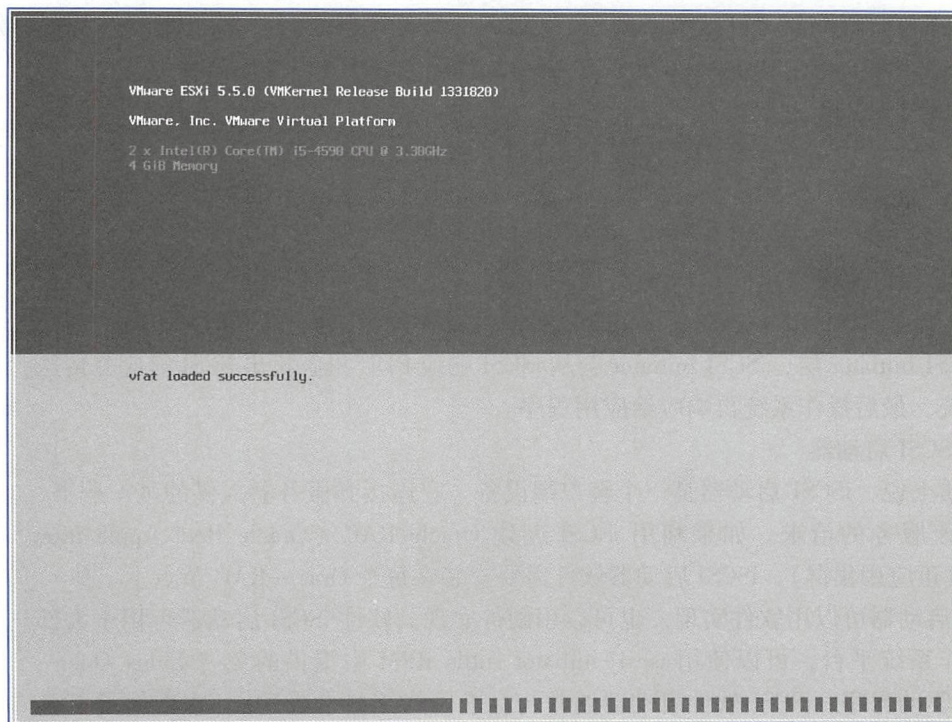 VMware ESXi 5.5.0 (VMKernel Release Build 1331820)
VMware, Inc. VMware Virtual Platform
2 x Intel(R) Core(TM) i5-4590 CPU @ 3.30GHz
4 GiB Memory
vfat loaded successfully.